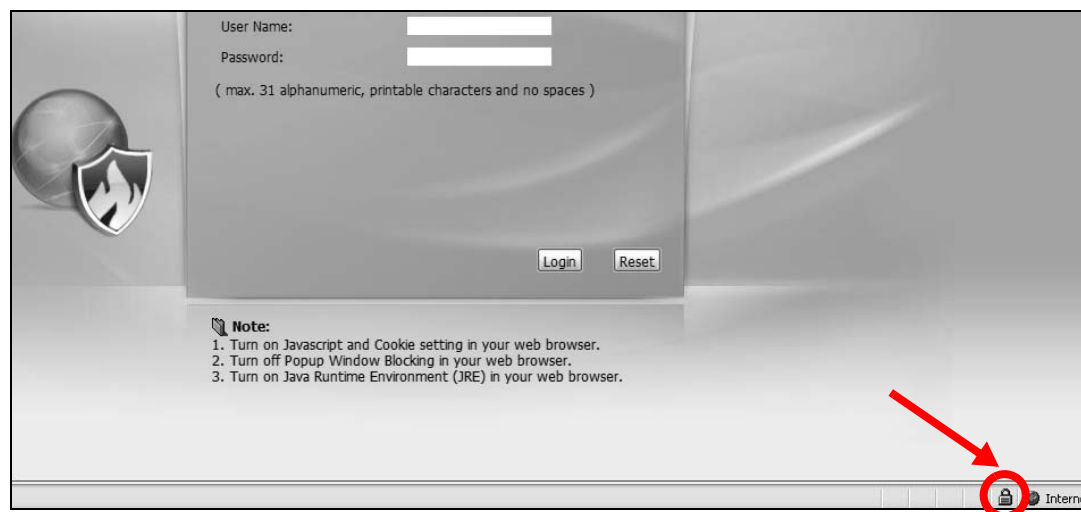 User Name:
Password:
( max. 31 alphanumeric, printable characters and no spaces )
Login Reset
Note:
1. Turn on Javascript and Cookie setting in your web browser.
2. Turn off Popup Window Blocking in your web browser.
3. Turn on Java Runtime Environment (JRE) in your web browser.
Intern